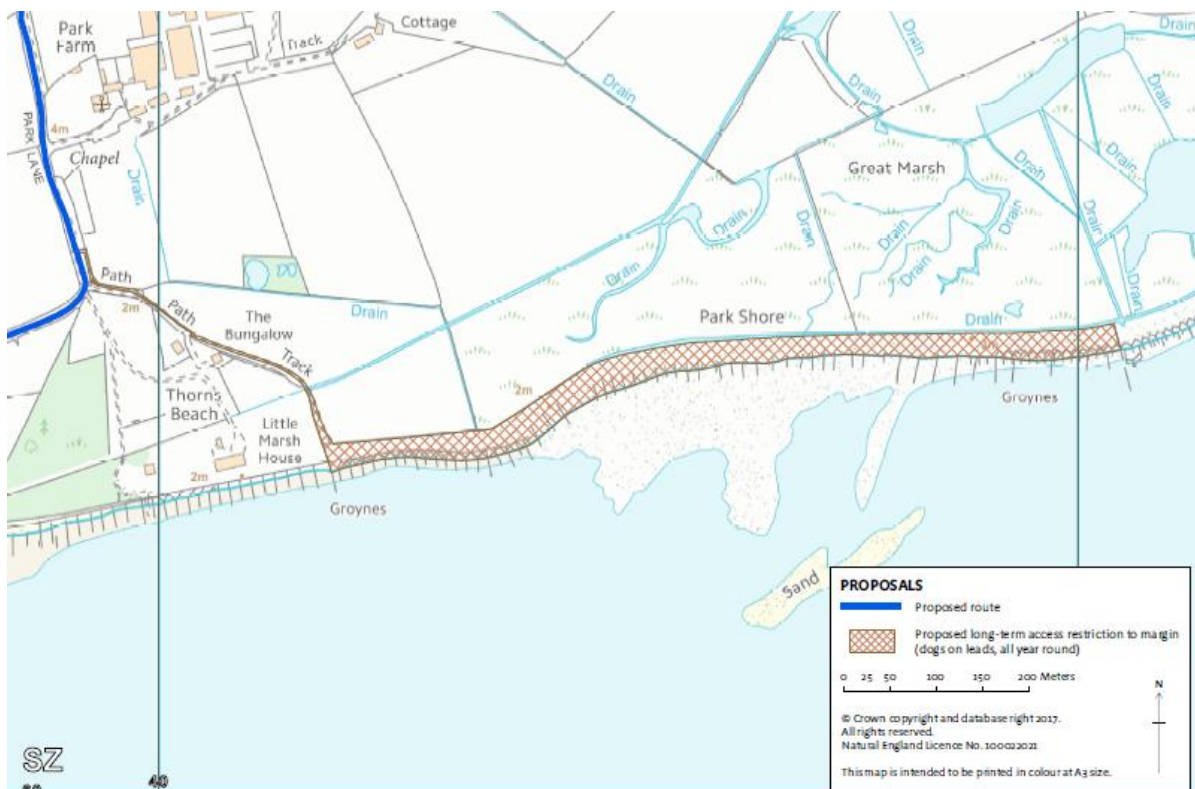 Park
Farm
Track
Cottage
Drain
Drain
Drain
Drain
4m
PARK LANE
Chapel
Drain
Great Marsh
Drain
Drain
Drain
Drain
Drain
Drain
Drain
Drain
Drain
Path
2m
Path
The
Bungalow
Drain
Park Shore
Drain
Track
2m
Thorns
Beach
Little
Marsh
House
2m
Groynes
Groynes
Sand
PROPOSALS
Proposed route
Proposed long-term access restriction to margin
(dogs on leads, all year round)
0 25 50 100 150 200 Meters
N
© Crown copyright and database right 2017.
All rights reserved.
Natural England Licence No. 100022021
This map is intended to be printed in colour at A3 size.
SZ
40